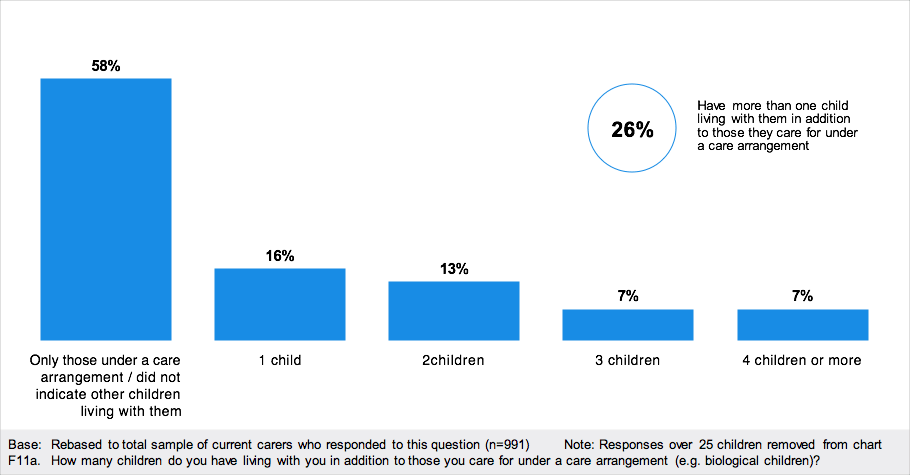 58%
26%
Have more than one child
living with them in addition
to those they care for under
a care arrangement
16%
13%
7%
7%
Only those under a care
arrangement / did not
indicate other children
living with them
1 child
2children
3 children
4 children or more
Base: Rebased to total sample of current carers who responded to this question (n=991) Note: Responses over 25 children removed from chart
F11a. How many children do you have living with you in addition to those you care for under a care arrangement (e.g. biological children)?